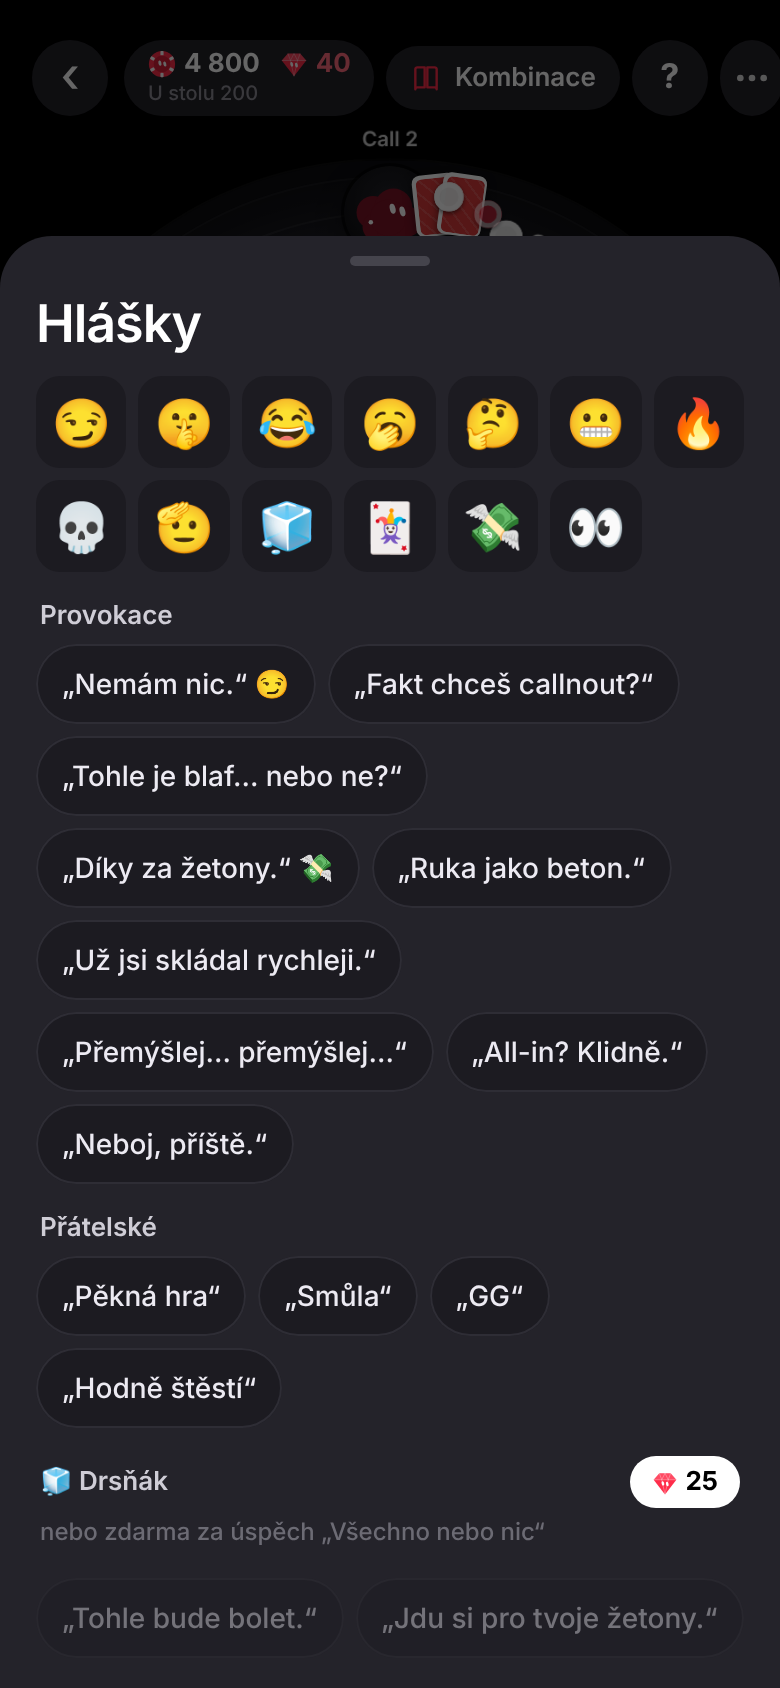 4 800 40
U stolu 200
Kombinace
?
Call 2
Hlášky
Provokace
„Nemám nic.“ 😏 „Fakt chceš callnout?“
„Tohle je blaf... nebo ne?“
„Díky za žetony.“ 💸 „Ruka jako beton.“
„Už jsi skládal rychleji.“
„Přemýšlej... přemýšlej...“ „All-in? Klidně.“
„Neboj, příště.“
Přátelské
„Pěkná hra“ „Smůla“ „GG“
„Hodně štěstí“
🧊 Drsňák 25
nebo zdarma za úspěch „Všechno nebo nic“
„Tohle bude bolet.“ „Jdu si pro tvoje žetony.“